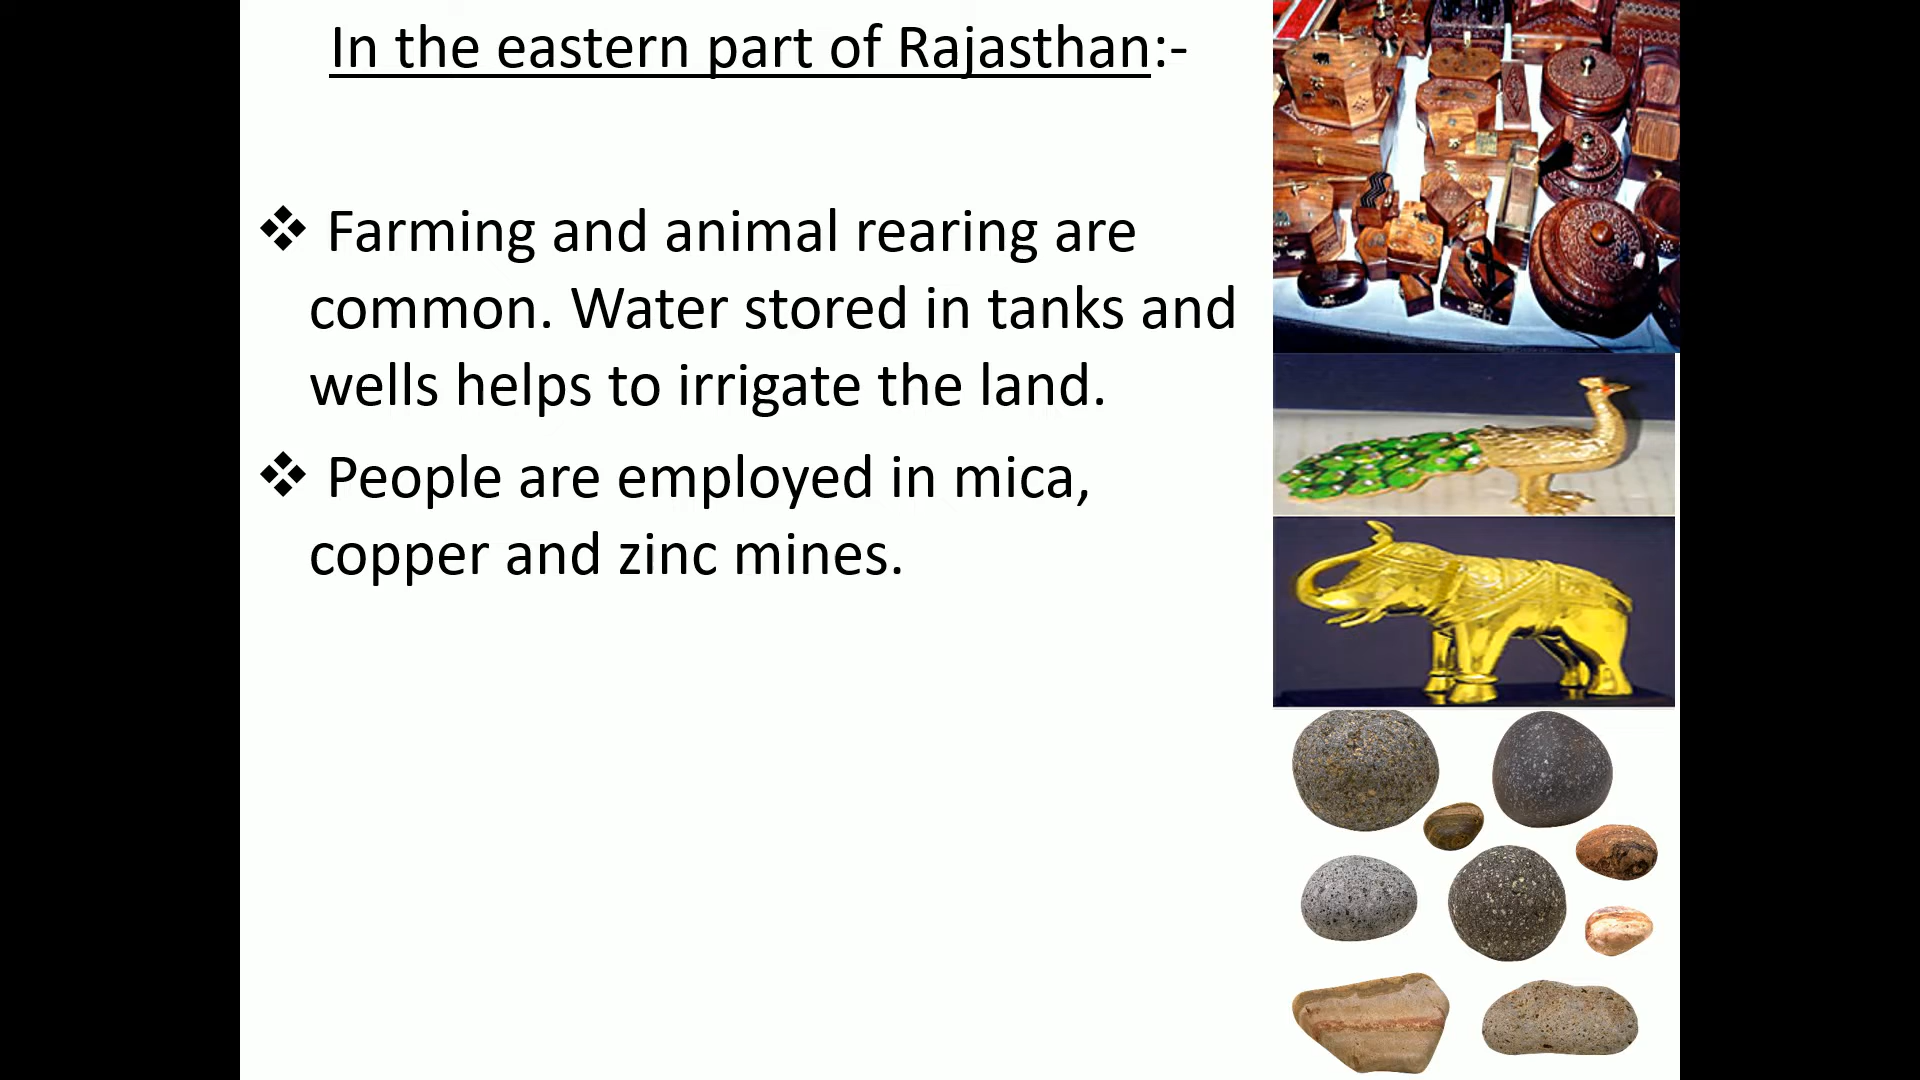 In the eastern part of Rajasthan:-
❖ Farming and animal rearing are
common. Water stored in tanks and
wells helps to irrigate the land.
❖ People are employed in mica,
copper and zinc mines.